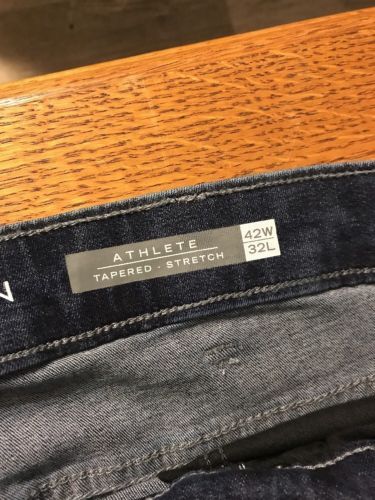 ATHLETE
TAPERED - STRETCH
42W
32L
N